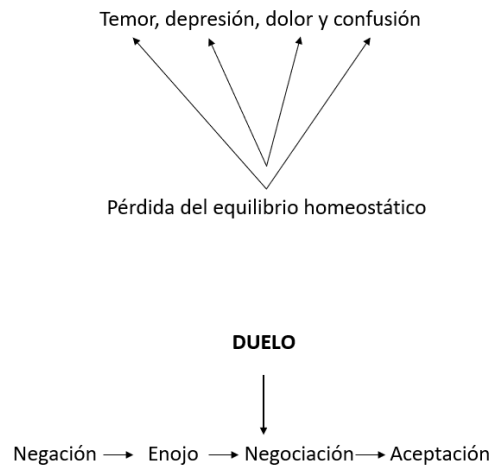 Temor, depresión, dolor y confusión
Pérdida del equilibrio homeostático
DUELO
Negación Enojo Negociación Aceptación